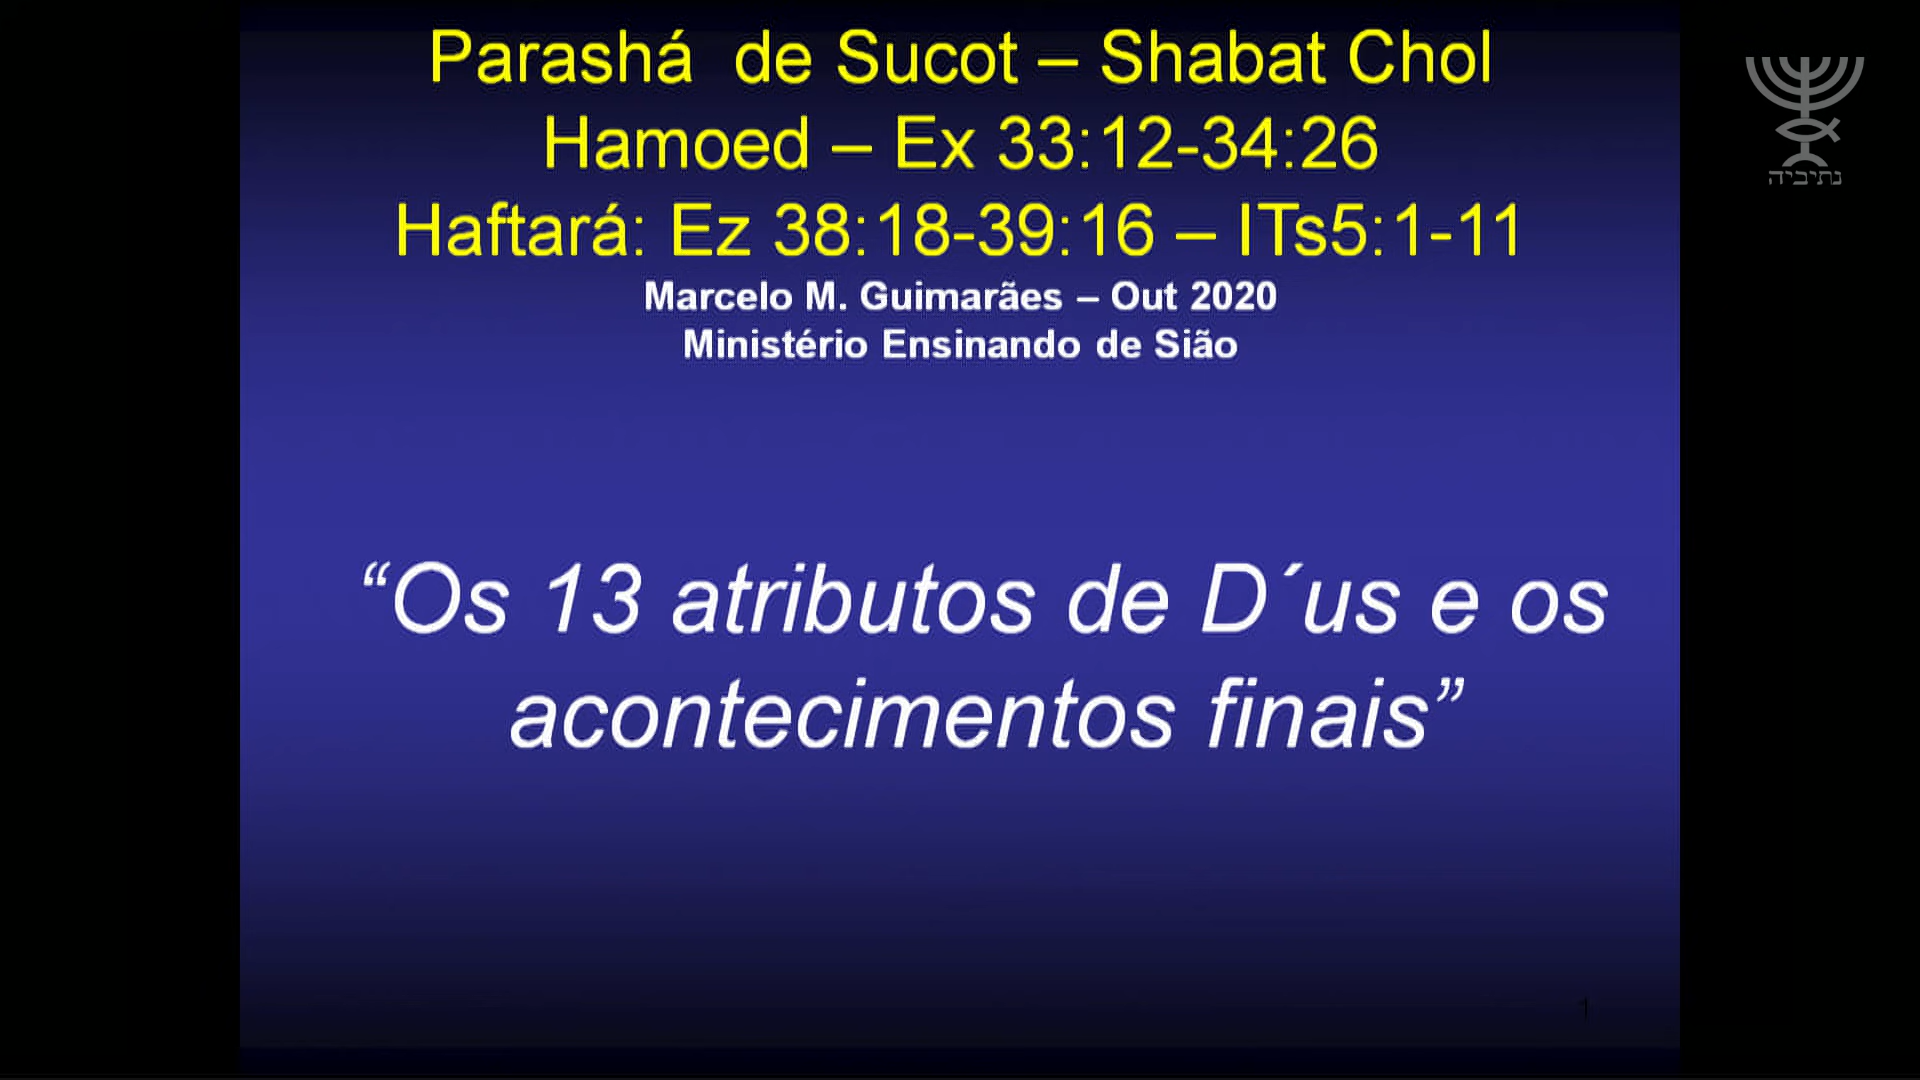 Parashá de Sucot – Shabat Chol
Hamoed – Ex 33:12-34:26
Haftará: Ez 38:18-39:16 – ITs5:1-11
Marcelo M. Guimarães – Out 2020
Ministério Ensinando de Sião
“Os 13 atributos de D´us e os
acontecimentos finais”
נתיביה
1